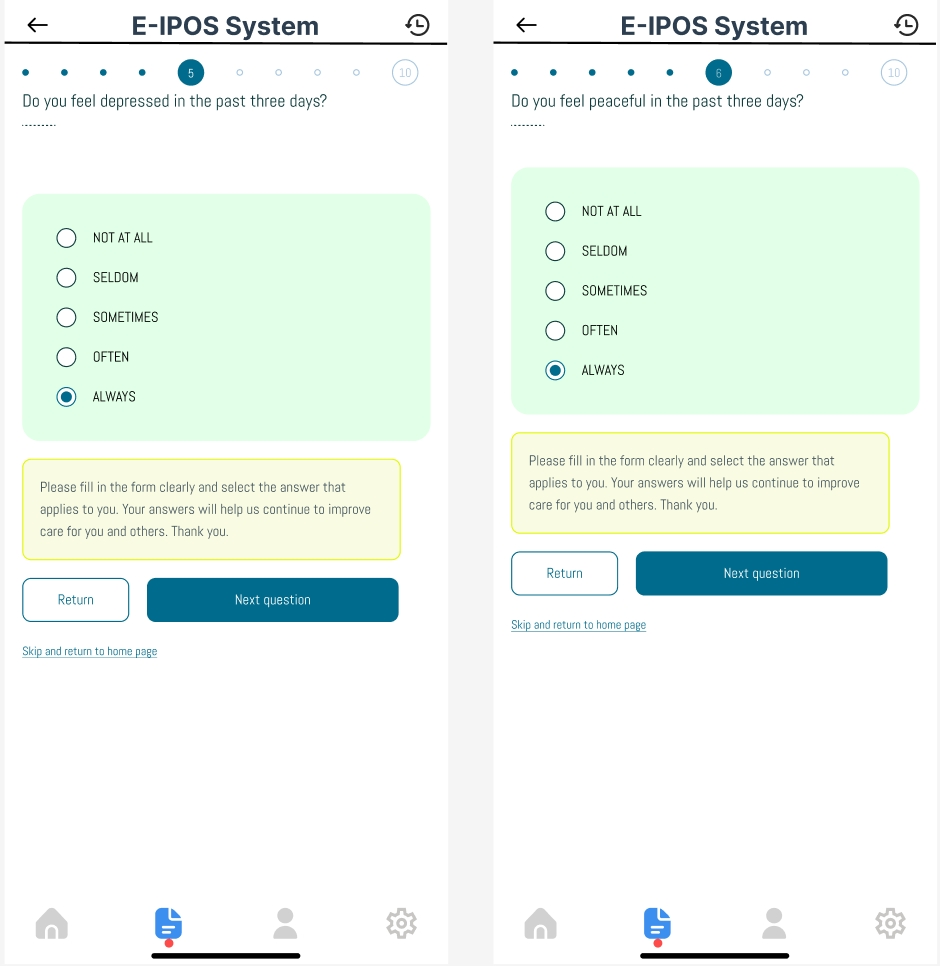 E-IPOS System
5
10
Do you feel depressed in the past three days?
NOT AT ALL
SELDOM
SOMETIMES
OFTEN
ALWAYS
Please fill in the form clearly and select the answer that
applies to you. Your answers will help us continue to improve
care for you and others. Thank you.
Return
Next question
Skip and return to home page
E-IPOS System
6
10
Do you feel peaceful in the past three days?
NOT AT ALL
SELDOM
SOMETIMES
OFTEN
ALWAYS
Please fill in the form clearly and select the answer that
applies to you. Your answers will help us continue to improve
care for you and others. Thank you.
Return
Next question
Skip and return to home page